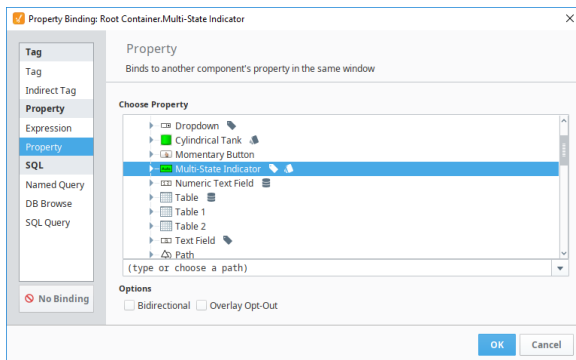 Property Binding: Root Container.Multi-State Indicator
Tag
Tag
Indirect Tag
Property
Expression
Property
SQL
Named Query
DB Browse
SQL Query
No Binding
Property
Binds to another component's property in the same window
Choose Property
Dropdown
Cylindrical Tank
Momentary Button
Multi-State Indicator
Numeric Text Field
Table
Table 1
Table 2
Text Field
Path
(type or choose a path)
Options
Bidirectional Overlay Opt-Out
OK Cancel